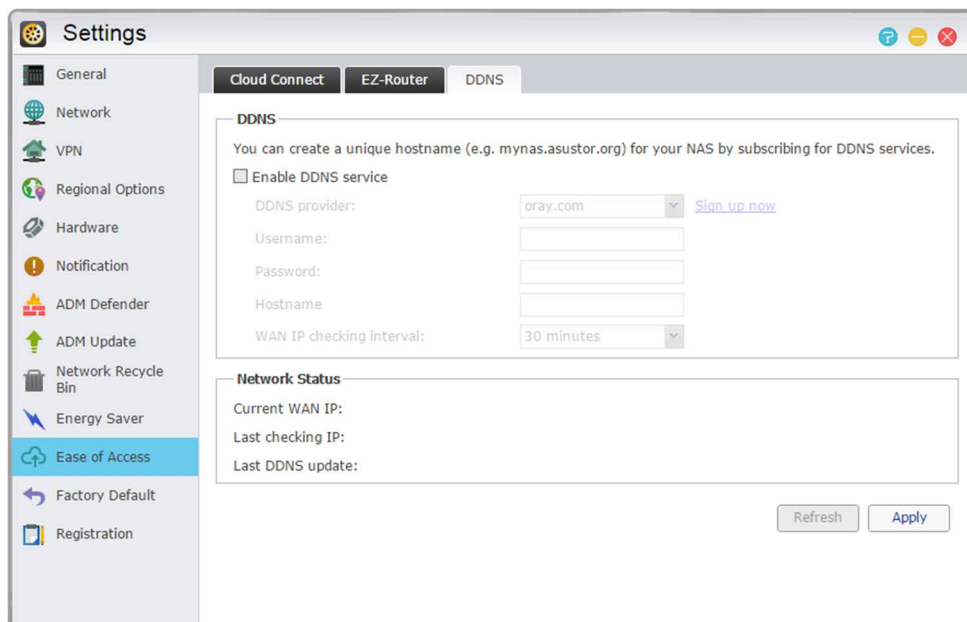 Settings
General
Network
VPN
Regional Options
Hardware
Notification
ADM Defender
ADM Update
Network Recycle
Bin
Energy Saver
Ease of Access
Factory Default
Registration
Cloud Connect EZ-Router DDNS
DDNS
You can create a unique hostname (e.g. mynas.asustor.org) for your NAS by subscribing for DDNS services.
Enable DDNS service
DDNS provider: oray.com Sign up now
Username:
Password:
Hostname
WAN IP checking interval: 30 minutes
Network Status
Current WAN IP:
Last checking IP:
Last DDNS update:
Refresh Apply